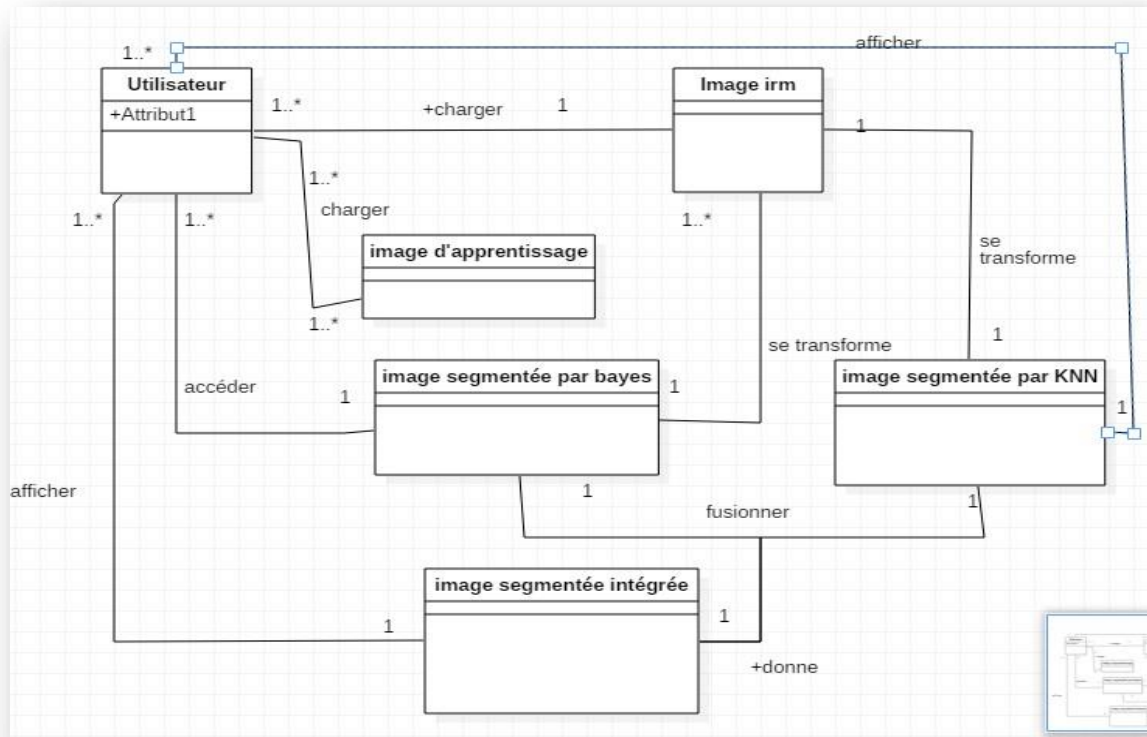 afficher
1..*
Utilisateur
+Attribut1
1..*
+charger
1
Image irm
1
1..*
charger
1..*
1..*
1..*
image d'apprentissage
1..*
se
transforme
1
se transforme
image segmentée par bayes
1
image segmentée par KNN
accéder
1
1
afficher
1
fusionner
1
image segmentée intégrée
1
1
+donne